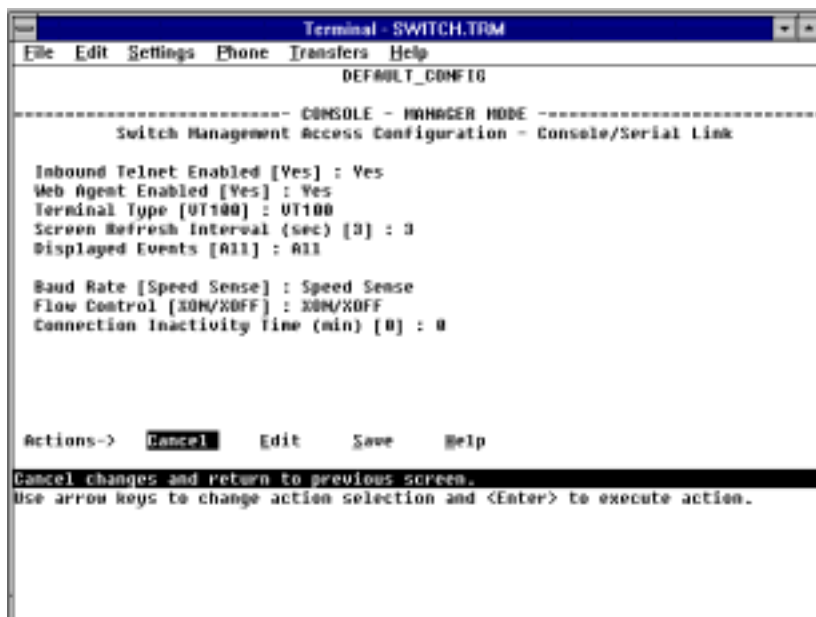 Terminal - SWITCH.TRM
File Edit Settings Phone Transfers Help
DEFAULT_CONFIG
---------------------------- CONSOLE - MANAGER MODE ----------------------------
Switch Management Access Configuration - Console/Serial Link
Inbound Telnet Enabled [Yes] : Yes
Web Agent Enabled [Yes] : Yes
Terminal Type [VT100] : VT100
Screen Refresh Interval (sec) [3] : 3
Displayed Events [All] : All
Baud Rate [Speed Sense] : Speed Sense
Flow Control [XON/XOFF] : XON/XOFF
Connection Inactivity Time (min) [0] : 0
Actions-> Cancel Edit Save Help
Cancel changes and return to previous screen.
Use arrow keys to change action selection and <Enter> to execute action.